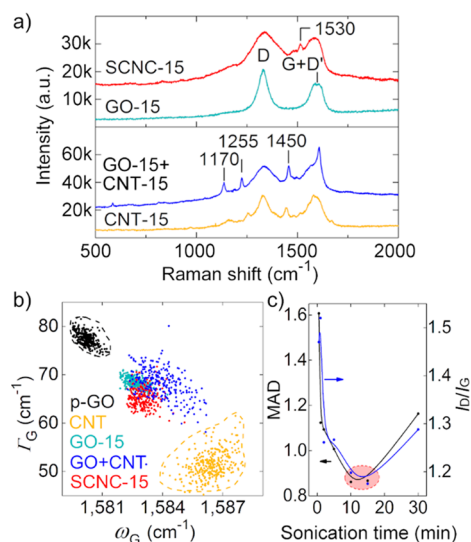 a)
1530
30k
SCNC-15
D
G+D'
20k
10k
GO-15
Intensity (a.u.)
1255
1450
60k
1170
GO-15+
CNT-15
40k
20k
CNT-15
500
1000
1500
2000
Raman shift (cm⁻¹)
b)
80
70
60
50
p-GO
CNT
GO-15
GO+CNT
SCNC-15
Γ_G (cm⁻¹)
1,581
1,584
1,587
ω_G (cm⁻¹)
c)
1.6
1.4
1.2
1.0
0.8
MAD
1.5
1.4
1.3
1.2
I_D/I_G
0
10
20
30
Sonication time (min)